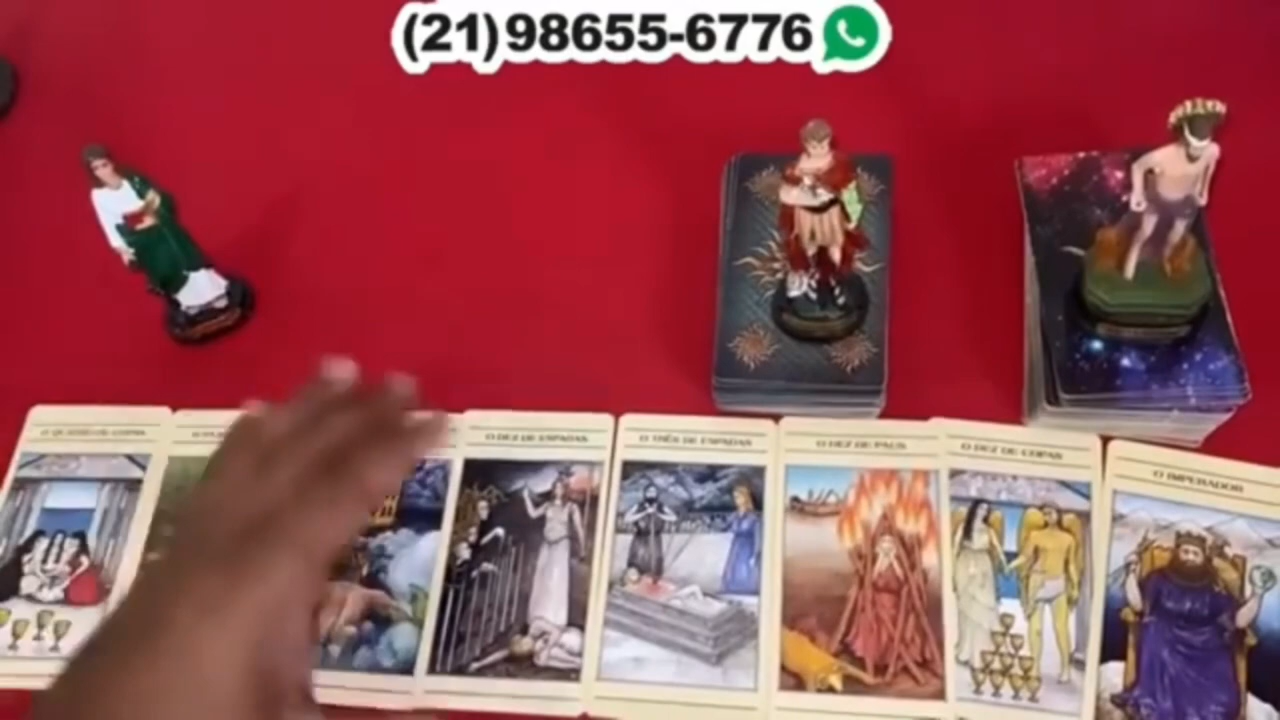 (21)98655-6776
O QUATRO DE COPAS
O DEZ DE ESPADAS
O TRÊS DE ESPADAS
O DEZ DE PAUS
O DEZ DE COPAS
O IMPERADOR